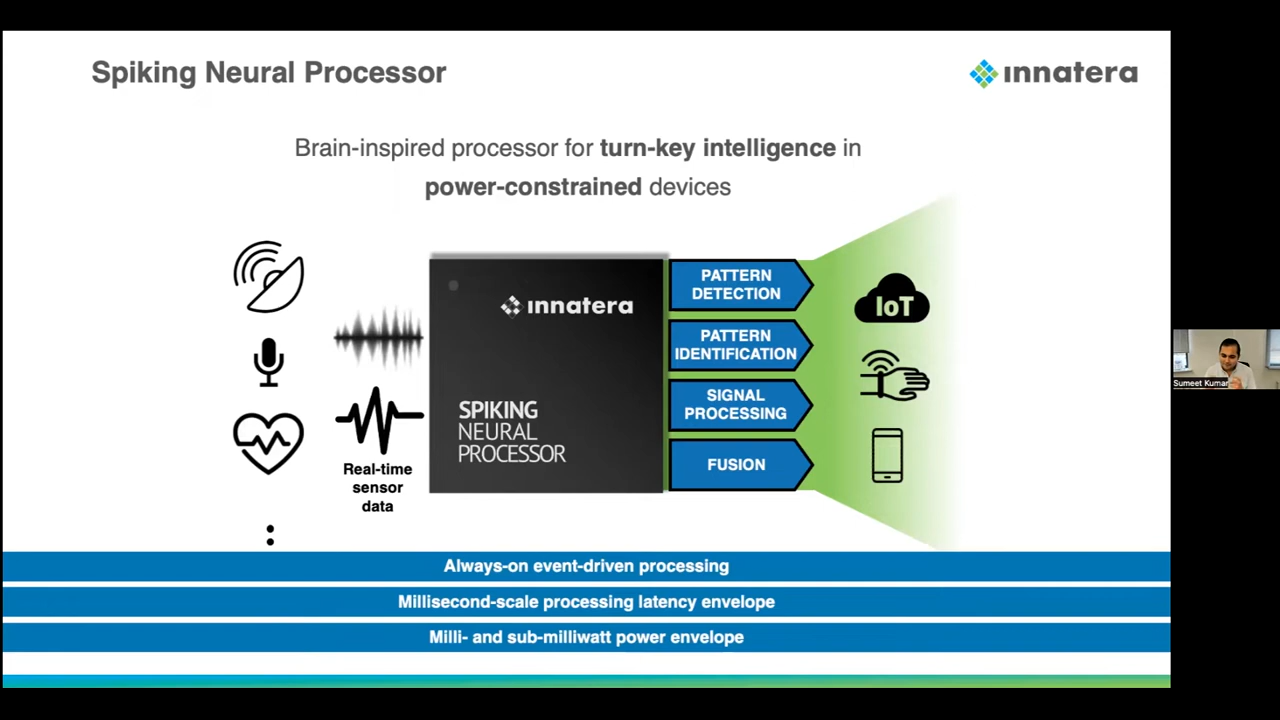 Spiking Neural Processor
ınnatera
Brain-inspired processor for turn-key intelligence in
power-constrained devices
ınnatera
SPIKING
NEURAL
PROCESSOR
Real-time
sensor
data
PATTERN
DETECTION
PATTERN
IDENTIFICATION
SIGNAL
PROCESSING
FUSION
IoT
Always-on event-driven processing
Millisecond-scale processing latency envelope
Milli- and sub-milliwatt power envelope
Sumeet Kumar